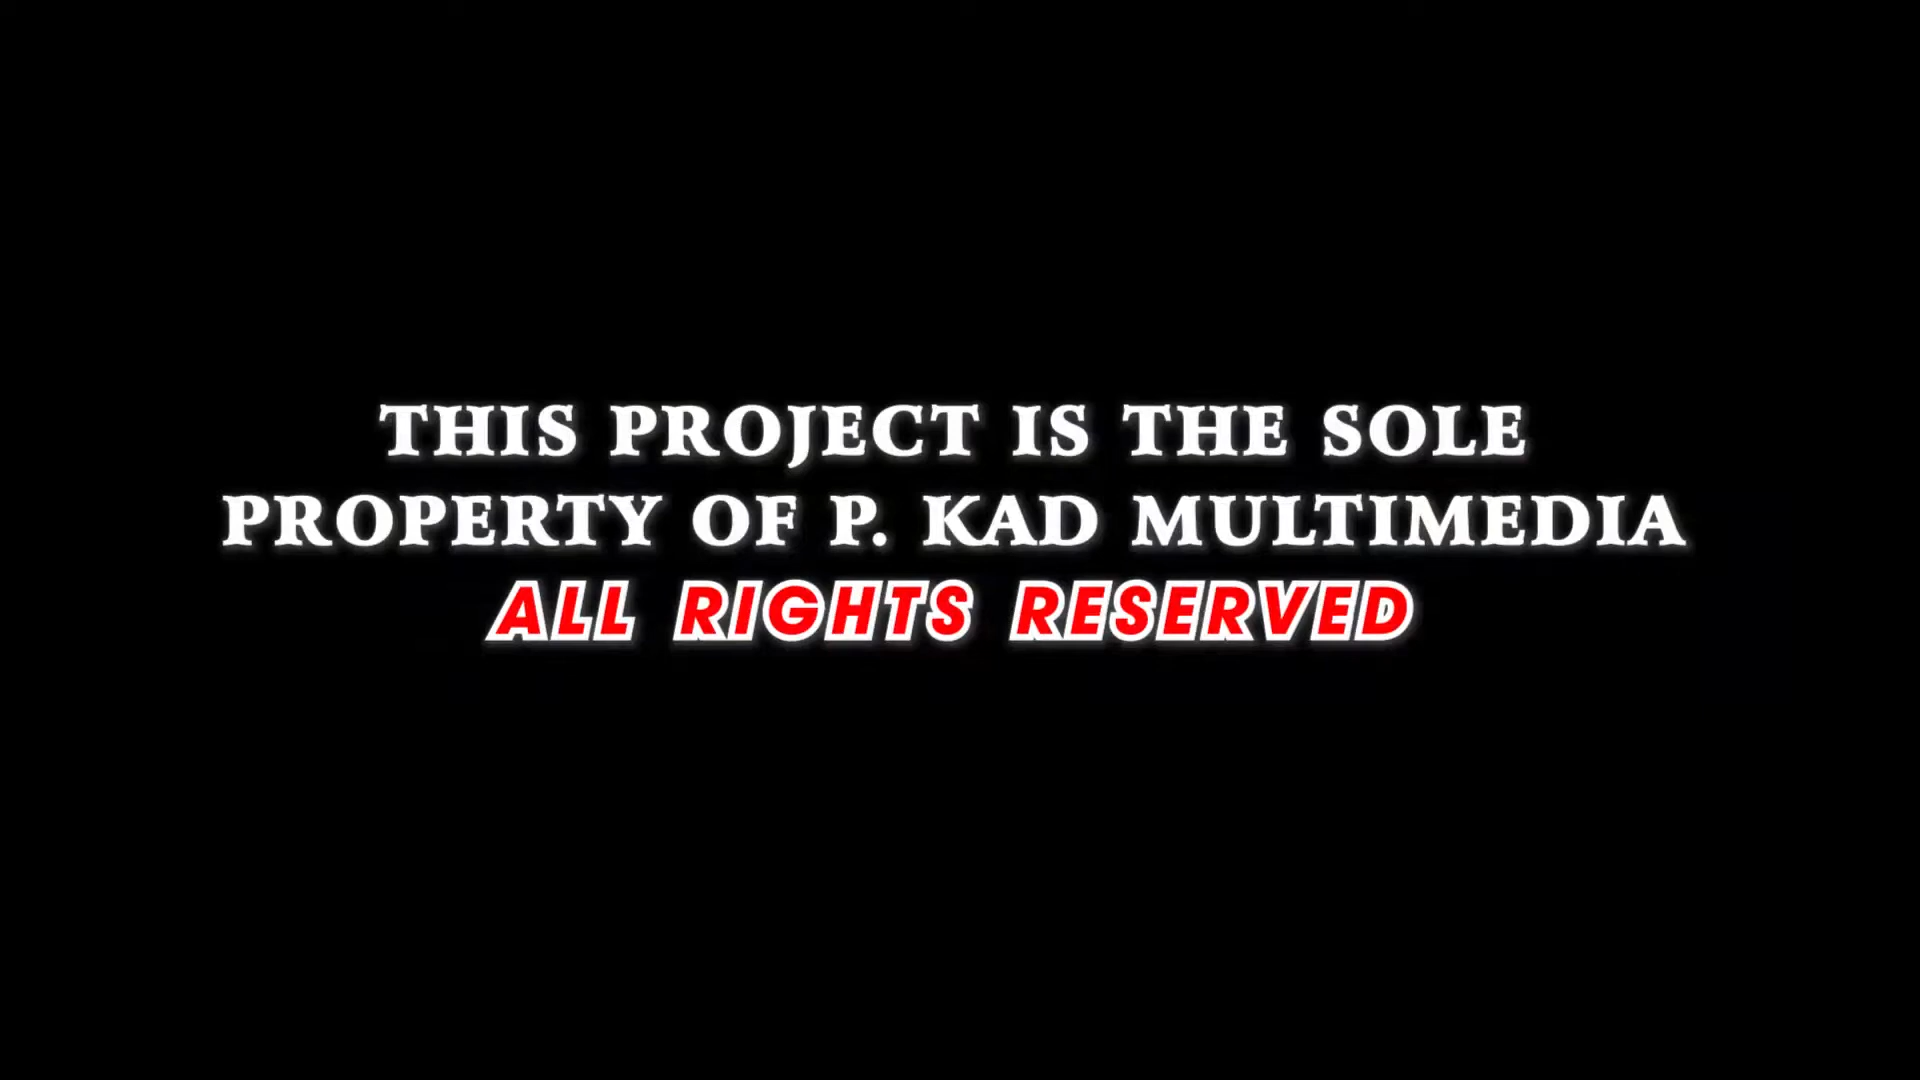 THIS PROJECT IS THE SOLE
PROPERTY OF P. KAD MULTIMEDIA
ALL RIGHTS RESERVED